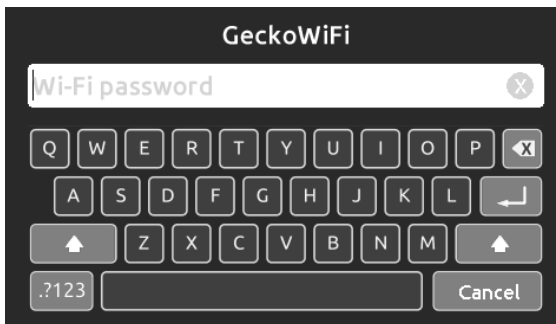 GeckoWiFi
Wi-Fi password
Q W E R T Y U I O P
A S D F G H J K L
Z X C V B N M
.?123 Cancel